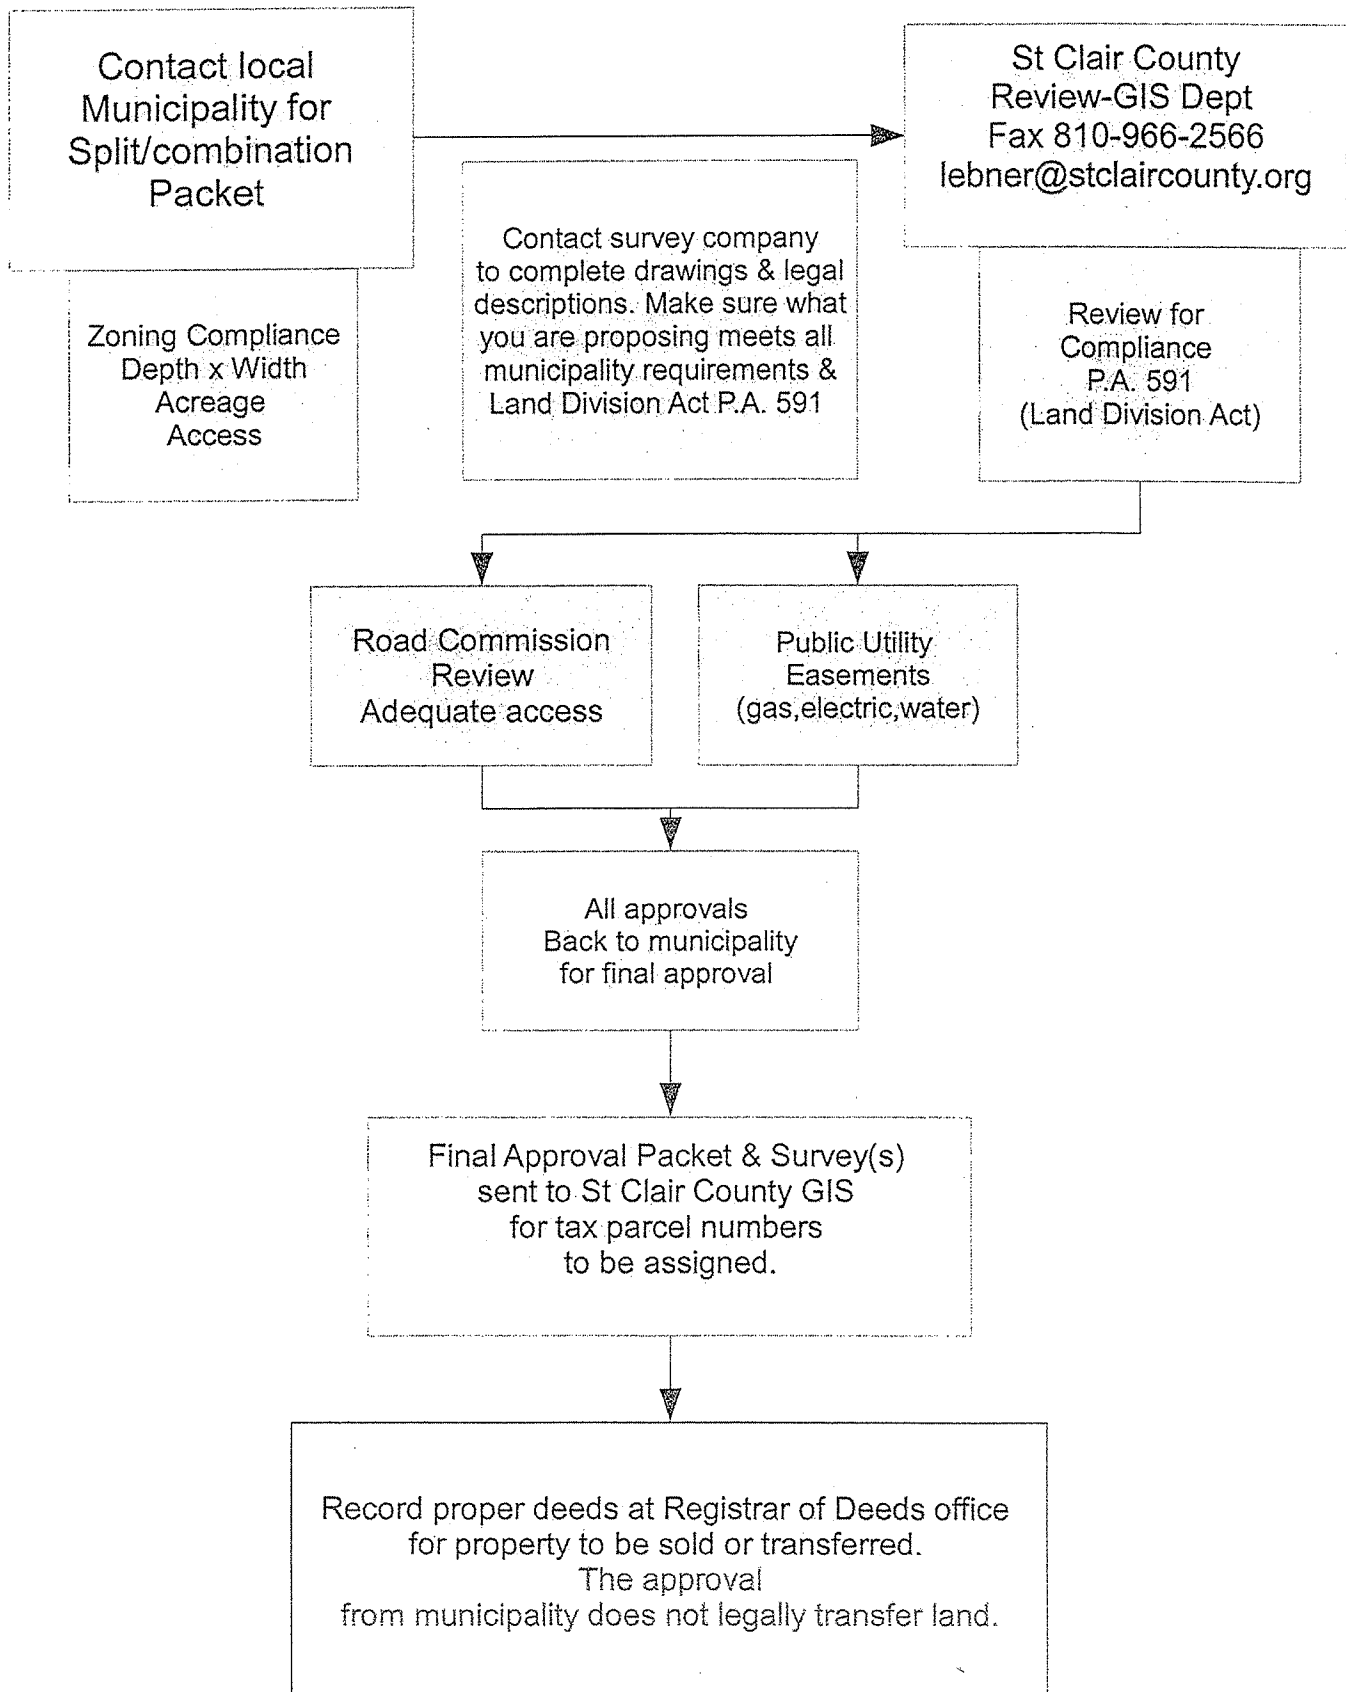 Contact local
Municipality for
Split/combination
Packet
St Clair County
Review-GIS Dept
Fax 810-966-2566
lebner@stclaircounty.org
Zoning Compliance
Depth x Width
Acreage
Access
Contact survey company
to complete drawings & legal
descriptions. Make sure what
you are proposing meets all
municipality requirements &
Land Division Act P.A. 591
Review for
Compliance
P.A. 591
(Land Division Act)
Road Commission
Review
Adequate access
Public Utility
Easements
(gas,electric,water)
All approvals
Back to municipality
for final approval
Final Approval Packet & Survey(s)
sent to St Clair County GIS
for tax parcel numbers
to be assigned.
Record proper deeds at Registrar of Deeds office
for property to be sold or transferred.
The approval
from municipality does not legally transfer land.